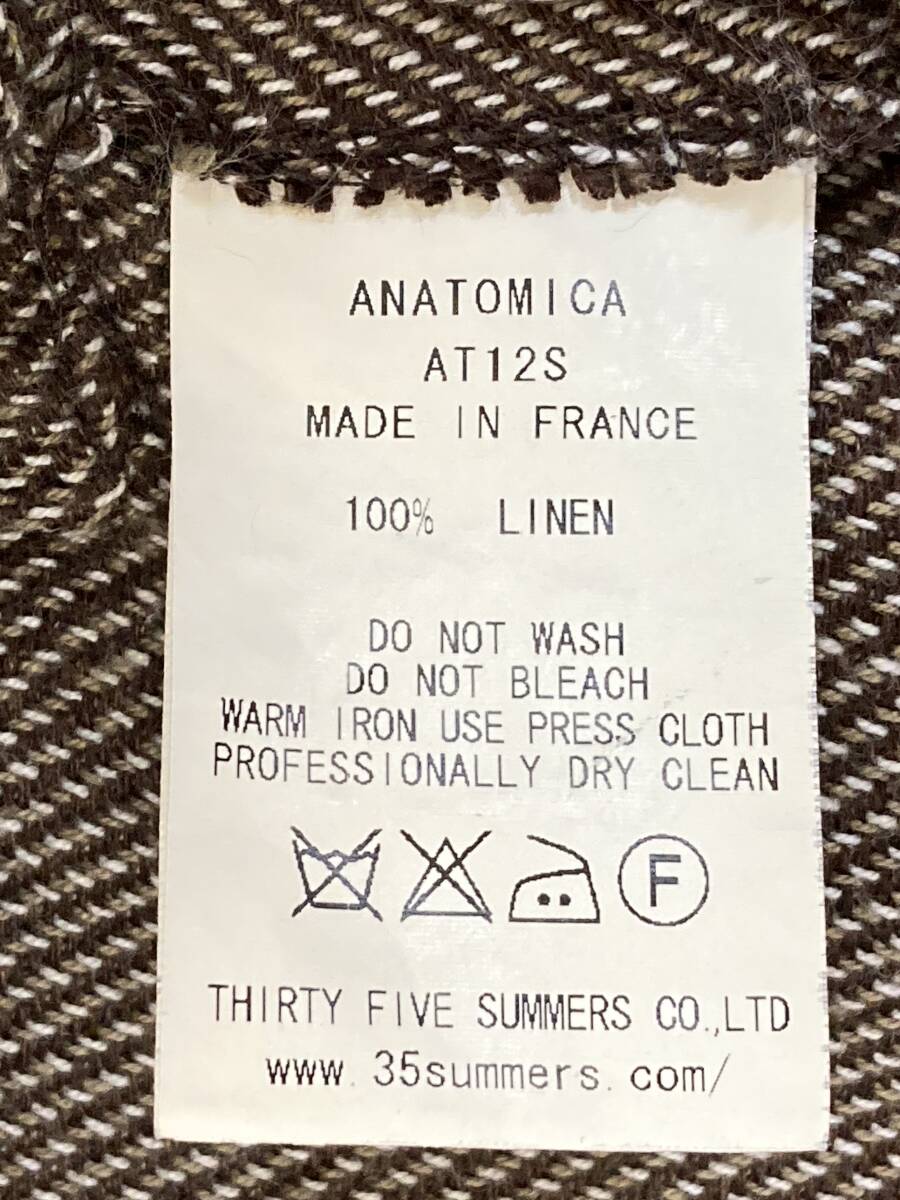 ANATOMICA
AT12S
MADE IN FRANCE
100% LINEN
DO NOT WASH
DO NOT BLEACH
WARM IRON USE PRESS CLOTH
PROFESSIONALLY DRY CLEAN
F
THIRTY FIVE SUMMERS CO.,LTD
www.35summers.com/